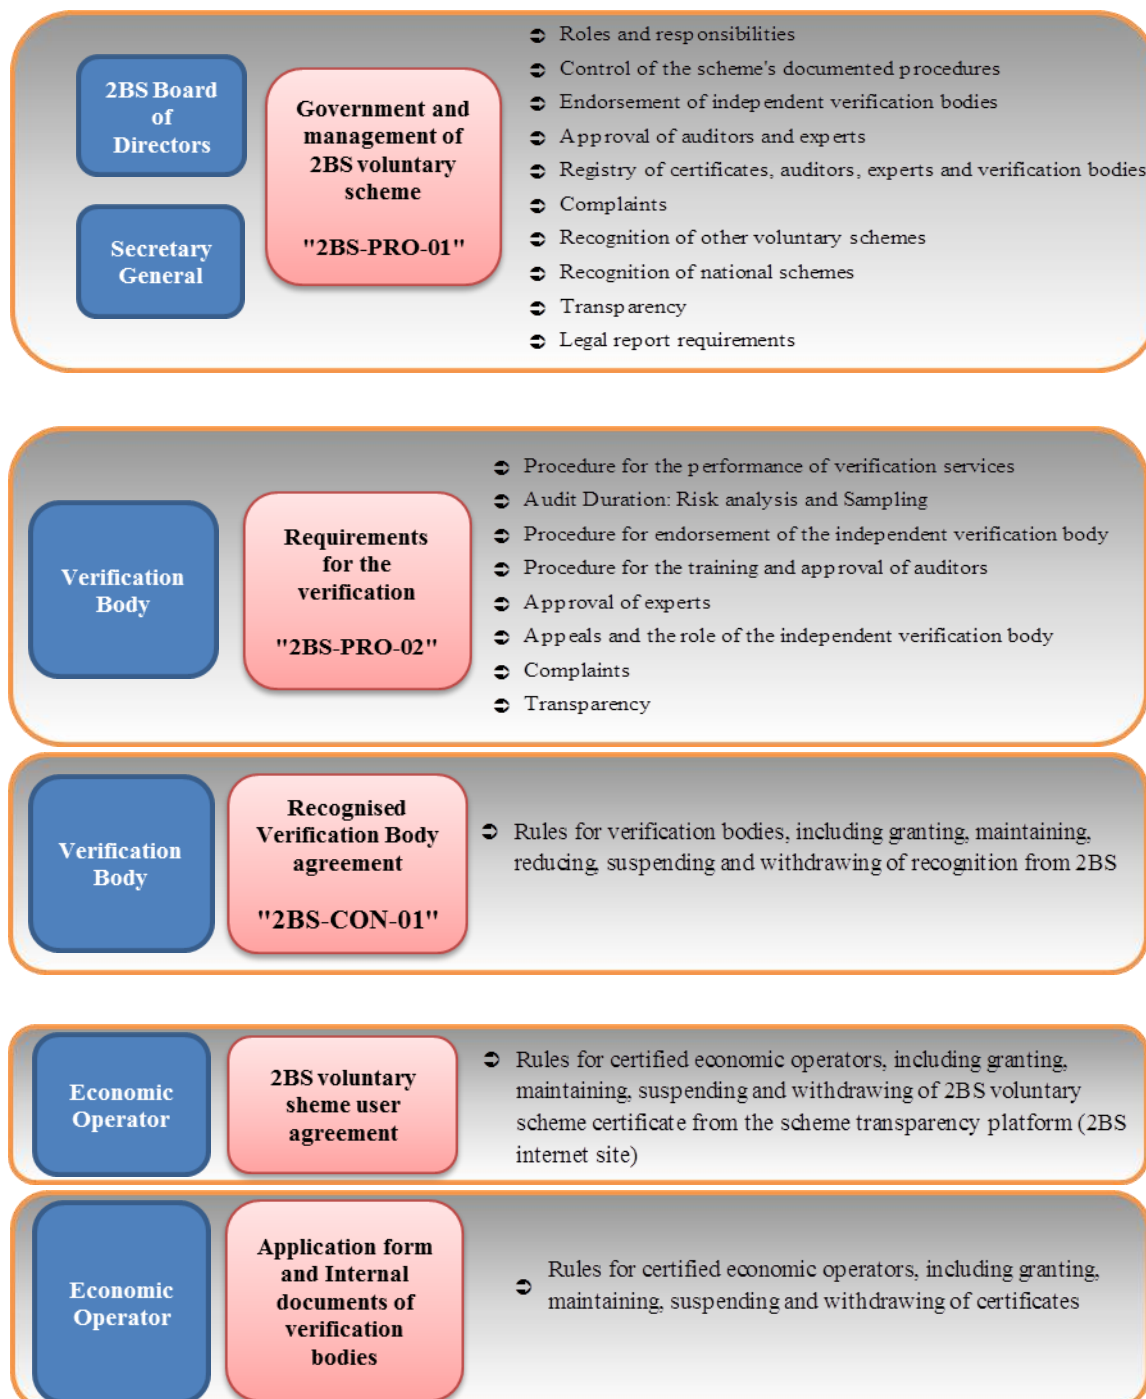 2BS Board
of
Directors
Secretary
General
Government and
management of
2BS voluntary
scheme
"2BS-PRO-01"
Roles and responsibilities
Control of the scheme's documented procedures
Endorsement of independent verification bodies
Approval of auditors and experts
Registry of certificates, auditors, experts and verification bodies
Complaints
Recognition of other voluntary schemes
Recognition of national schemes
Transparency
Legal report requirements
Verification
Body
Requirements
for the
verification
"2BS-PRO-02"
Procedure for the performance of verification services
Audit Duration: Risk analysis and Sampling
Procedure for endorsement of the independent verification body
Procedure for the training and approval of auditors
Approval of experts
Appeals and the role of the independent verification body
Complaints
Transparency
Verification
Body
Recognised
Verification Body
agreement
"2BS-CON-01"
Rules for verification bodies, including granting, maintaining,
reducing, suspending and withdrawing of recognition from 2BS
Economic
Operator
2BS voluntary
sheme user
agreement
Rules for certified economic operators, including granting,
maintaining, suspending and withdrawing of 2BS voluntary
scheme certificate from the scheme transparency platform (2BS
internet site)
Economic
Operator
Application form
and Internal
documents of
verification
bodies
Rules for certified economic operators, including granting,
maintaining, suspending and withdrawing of certificates